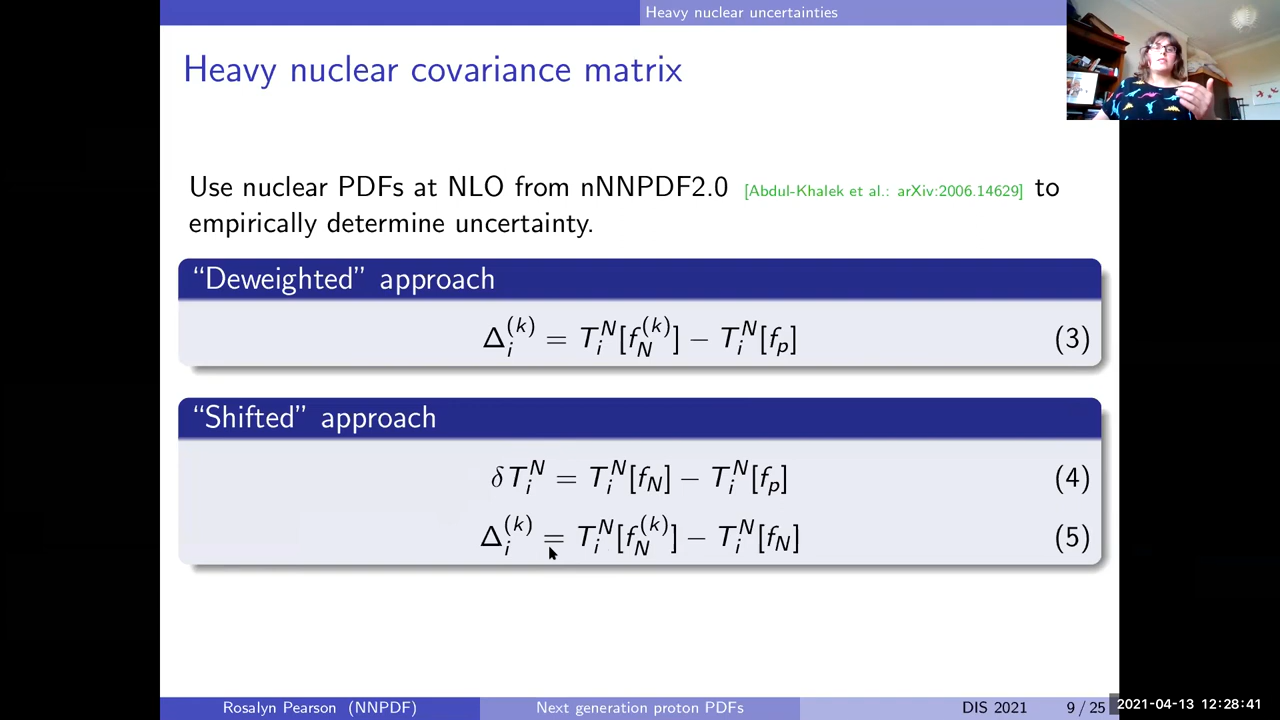 Heavy nuclear uncertainties
Heavy nuclear covariance matrix
Use nuclear PDFs at NLO from nNNPDF2.0 [Abdul-Khalek et al.: arXiv:2006.14629] to
empirically determine uncertainty.
“Deweighted” approach
Δ_i^{(k)} = T_i^N[f_N^{(k)}] − T_i^N[f_p] (3)
“Shifted” approach
δT_i^N = T_i^N[f_N] − T_i^N[f_p] (4)
Δ_i^{(k)} = T_i^N[f_N^{(k)}] − T_i^N[f_N] (5)
Rosalyn Pearson (NNPDF) Next generation proton PDFs DIS 2021 9 / 25
2021-04-13 12:28:41